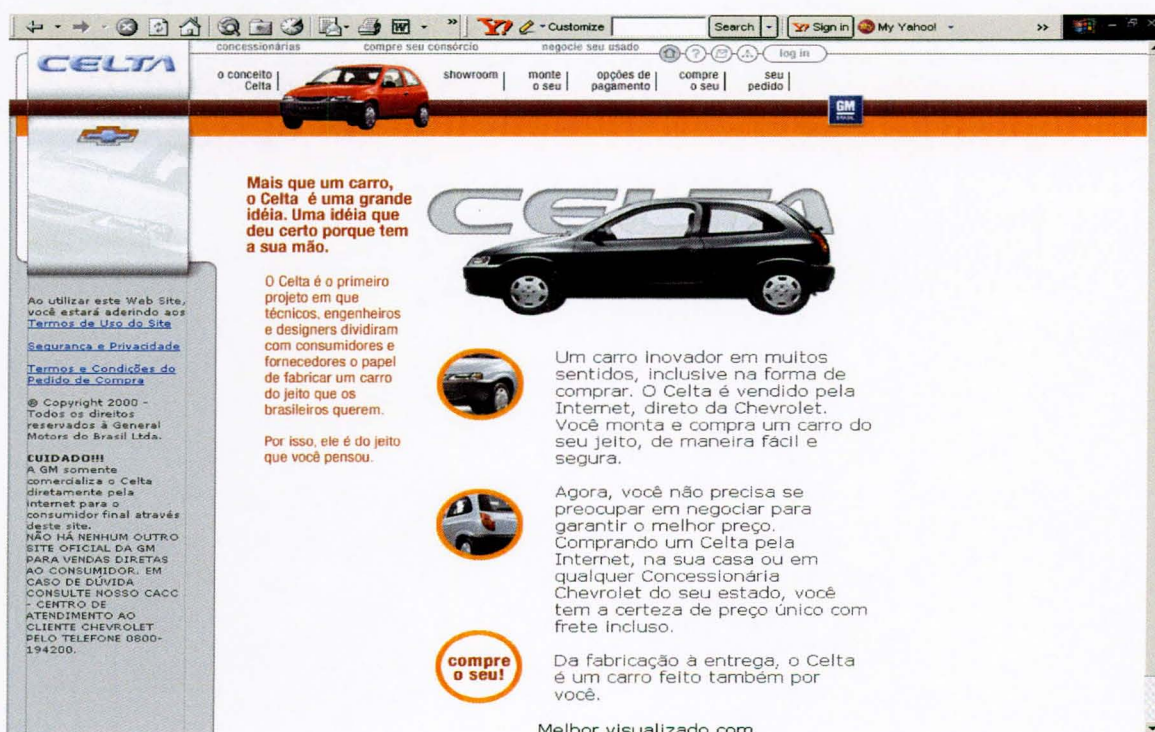 Customize
Search
Sign in
My Yahoo!
concessionárias
compre seu consórcio
negocie seu usado
log in
CELTA
o conceito
Celta
showroom
monte
o seu
opções de
pagamento
compre
o seu
seu
pedido
GM
BRASIL
Mais que um carro,
o Celta é uma grande
idéia. Uma idéia que
deu certo porque tem
a sua mão.
CELTA
O Celta é o primeiro
projeto em que
técnicos, engenheiros
e designers dividiram
com consumidores e
fornecedores o papel
de fabricar um carro
do jeito que os
brasileiros querem.
Por isso, ele é do jeito
que você pensou.
Ao utilizar este Web Site,
você estará aderindo aos
Termos de Uso do Site
Segurança e Privacidade
Termos e Condições do
Pedido de Compra
® Copyright 2000 -
Todos os direitos
reservados à General
Motors do Brasil Ltda.
CUIDADO!!!
A GM somente
comercializa o Celta
diretamente pela
internet para o
consumidor final através
deste site.
NÃO HÁ NENHUM OUTRO
SITE OFICIAL DA GM
PARA VENDAS DIRETAS
AO CONSUMIDOR. EM
CASO DE DÚVIDA
CONSULTE NOSSO CACC
- CENTRO DE
ATENDIMENTO AO
CLIENTE CHEVROLET
PELO TELEFONE 0800-
194200.
Um carro inovador em muitos
sentidos, inclusive na forma de
comprar. O Celta é vendido pela
Internet, direto da Chevrolet.
Você monta e compra um carro do
seu jeito, de maneira fácil e
segura.
Agora, você não precisa se
preocupar em negociar para
garantir o melhor preço.
Comprando um Celta pela
Internet, na sua casa ou em
qualquer Concessionária
Chevrolet do seu estado, você
tem a certeza de preço único com
frete incluso.
compre
o seu!
Da fabricação à entrega, o Celta
é um carro feito também por
você.
Melhor visualizado com